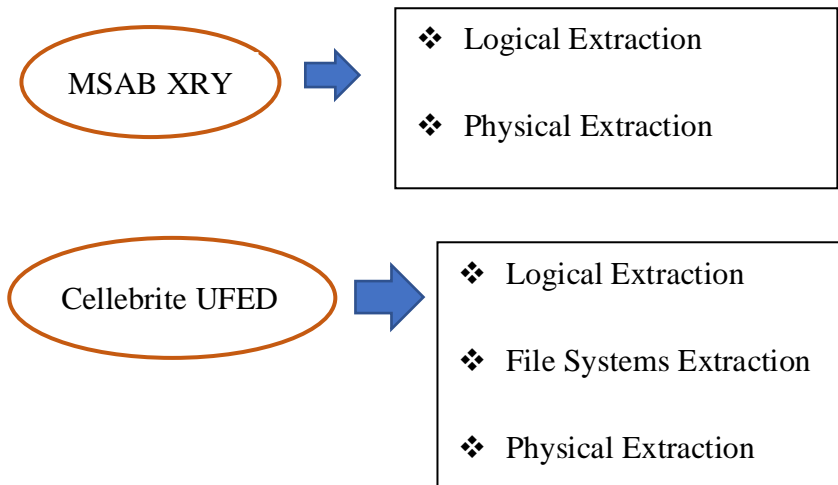 MSAB XRY
❖ Logical Extraction
❖ Physical Extraction
Cellebrite UFED
❖ Logical Extraction
❖ File Systems Extraction
❖ Physical Extraction